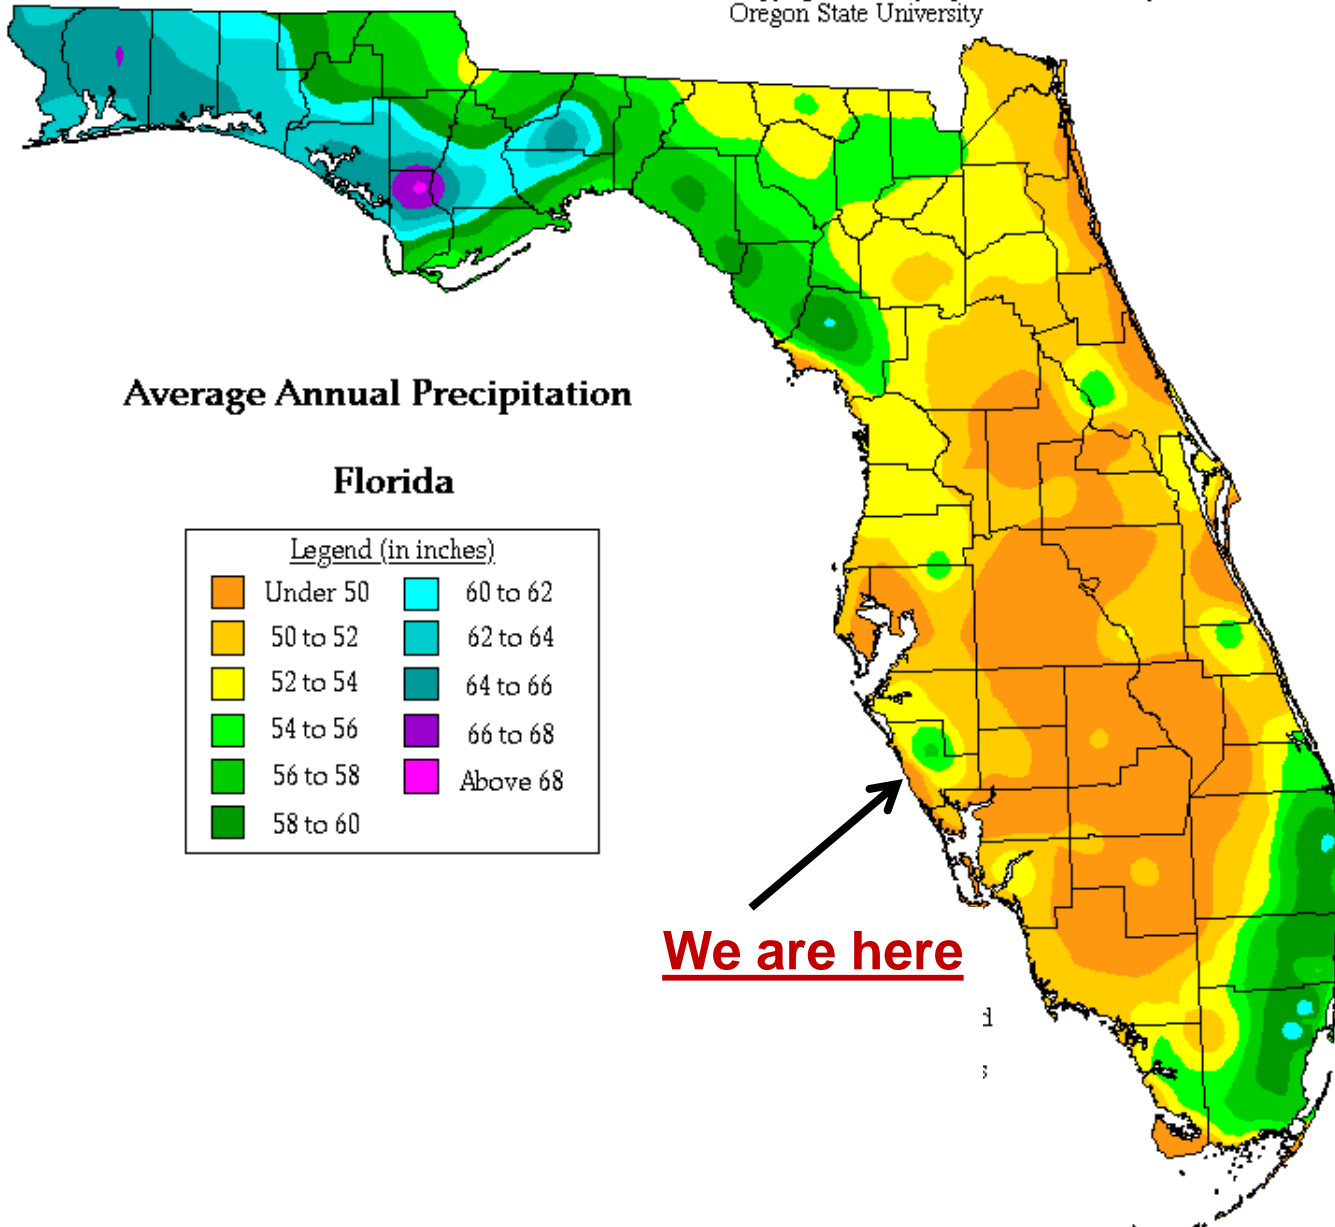 Oregon State University
Average Annual Precipitation
Florida
Legend (in inches)
Under 50
50 to 52
52 to 54
54 to 56
56 to 58
58 to 60
60 to 62
62 to 64
64 to 66
66 to 68
Above 68
We are here